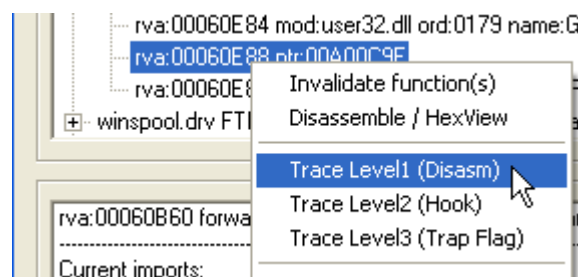 rva:00060E84 mod:user32.dll ord:0179 name:G
rva:00060E88 ptr:00A00C9E
rva:00060E8
winspool.drv FTI
Invalidate function(s)
Disassemble / HexView
Trace Level1 (Disasm)
Trace Level2 (Hook)
Trace Level3 (Trap Flag)
rva:00060B60 forwa
Current imports: